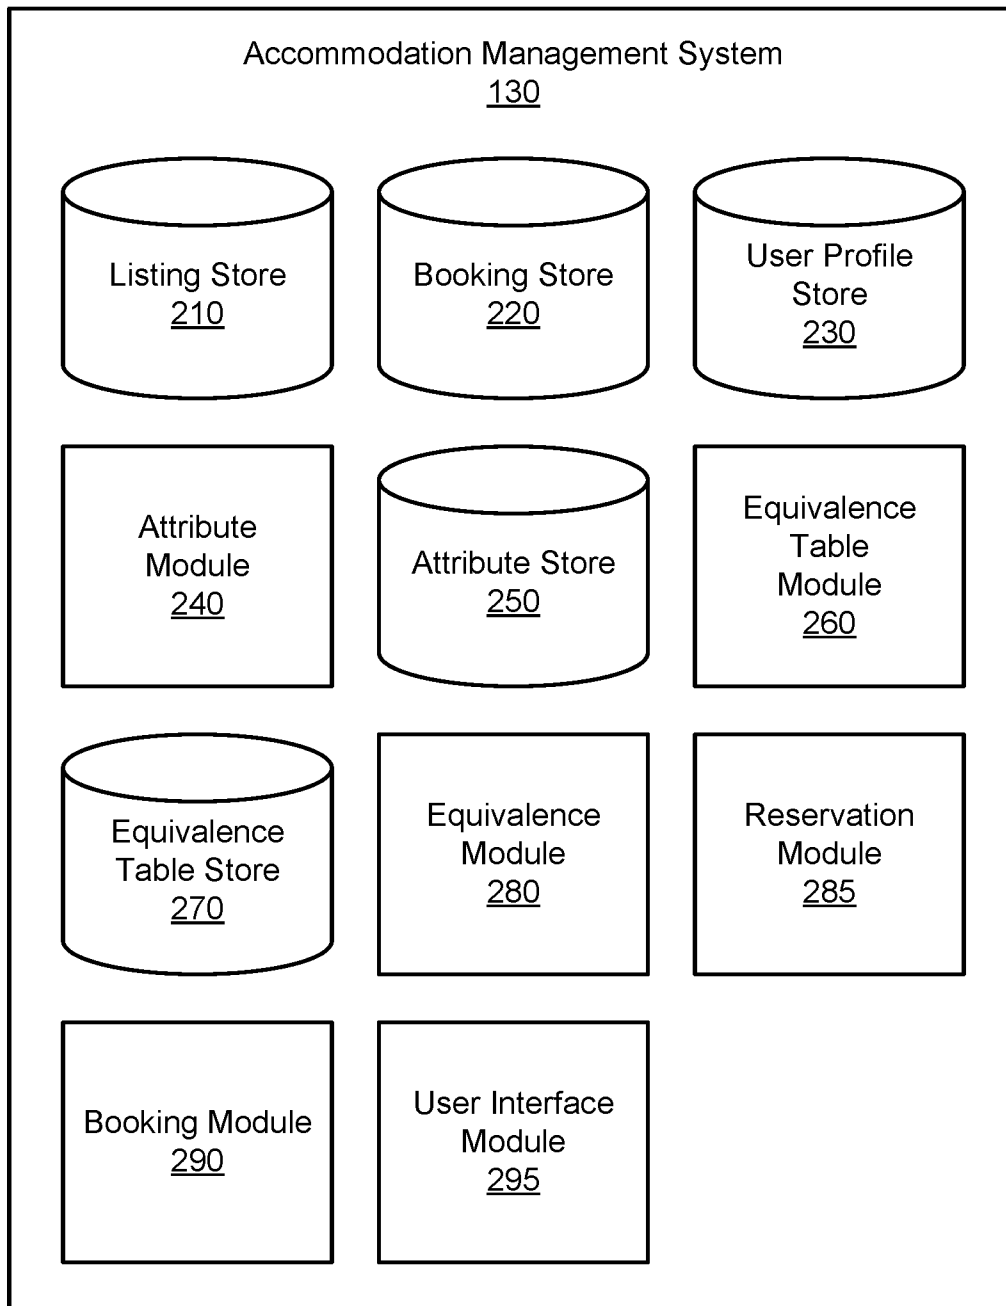 Accommodation Management System
130
Listing Store
210
Booking Store
220
User Profile
Store
230
Attribute
Module
240
Attribute Store
250
Equivalence
Table
Module
260
Equivalence
Table Store
270
Equivalence
Module
280
Reservation
Module
285
Booking Module
290
User Interface
Module
295